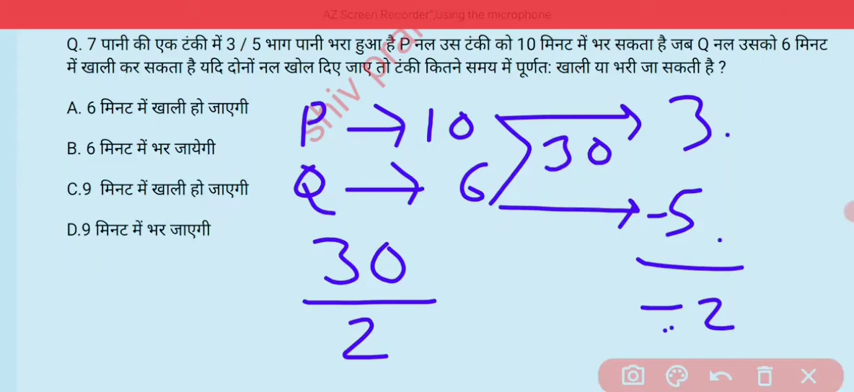 AZ Screen Recorder",Using the microphone
Q. 7 पानी की एक टंकी में 3 / 5 भाग पानी भरा हुआ है P नल उस टंकी को 10 मिनट में भर सकता है जब Q नल उसको 6 मिनट
में खाली कर सकता है यदि दोनों नल खोल दिए जाएं तो टंकी कितने समय में पूर्णत: खाली या भरी जा सकती है ?
A. 6 मिनट में खाली हो जाएगी
B. 6 मिनट में भर जायेगी
C.9 मिनट में खाली हो जाएगी
D.9 मिनट में भर जाएगी
P → 10
Q → 6
30
3
-5
-2
30
2
shiv